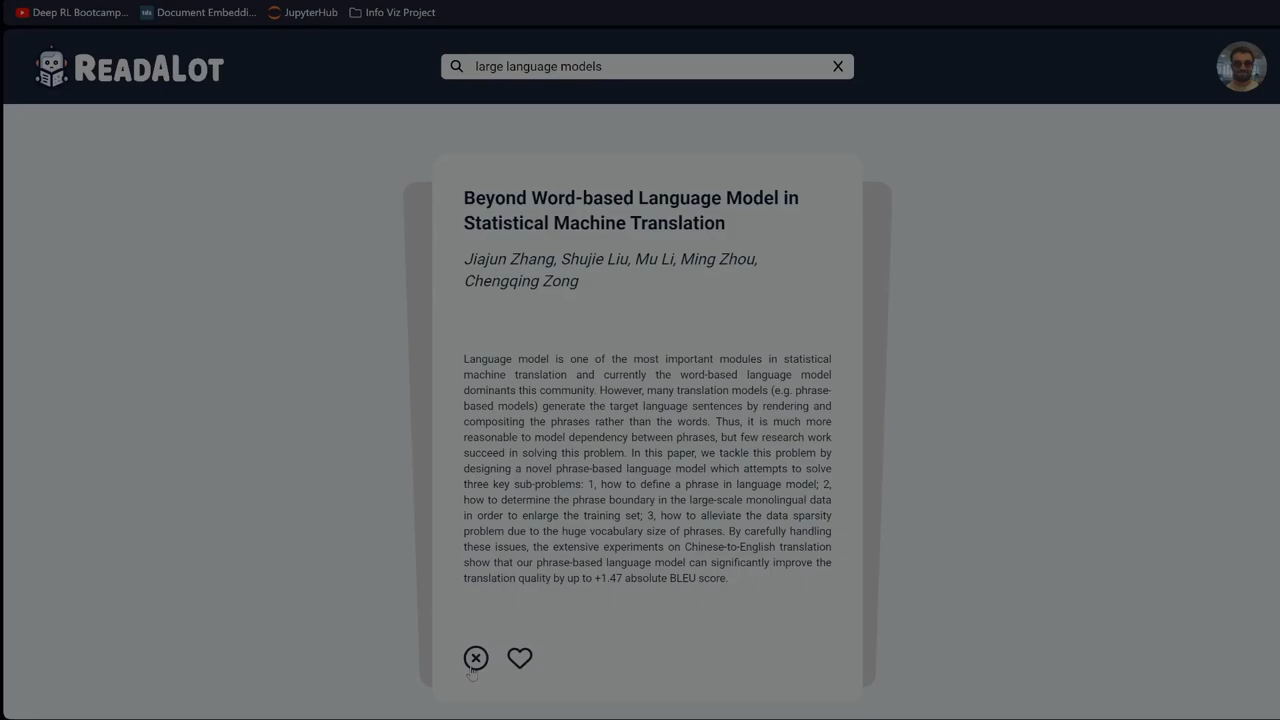 Deep RL Bootcamp... Document Embeddi... JupyterHub Info Viz Project
READALOT
large language models X
Beyond Word-based Language Model in
Statistical Machine Translation
Jiajun Zhang, Shujie Liu, Mu Li, Ming Zhou,
Chengqing Zong
Language model is one of the most important modules in statistical
machine translation and currently the word-based language model
dominants this community. However, many translation models (e.g. phrase-
based models) generate the target language sentences by rendering and
compositing the phrases rather than the words. Thus, it is much more
reasonable to model dependency between phrases, but few research work
succeed in solving this problem. In this paper, we tackle this problem by
designing a novel phrase-based language model which attempts to solve
three key sub-problems: 1, how to define a phrase in language model; 2,
how to determine the phrase boundary in the large-scale monolingual data
in order to enlarge the training set; 3, how to alleviate the data sparsity
problem due to the huge vocabulary size of phrases. By carefully handling
these issues, the extensive experiments on Chinese-to-English translation
show that our phrase-based language model can significantly improve the
translation quality by up to +1.47 absolute BLEU score.